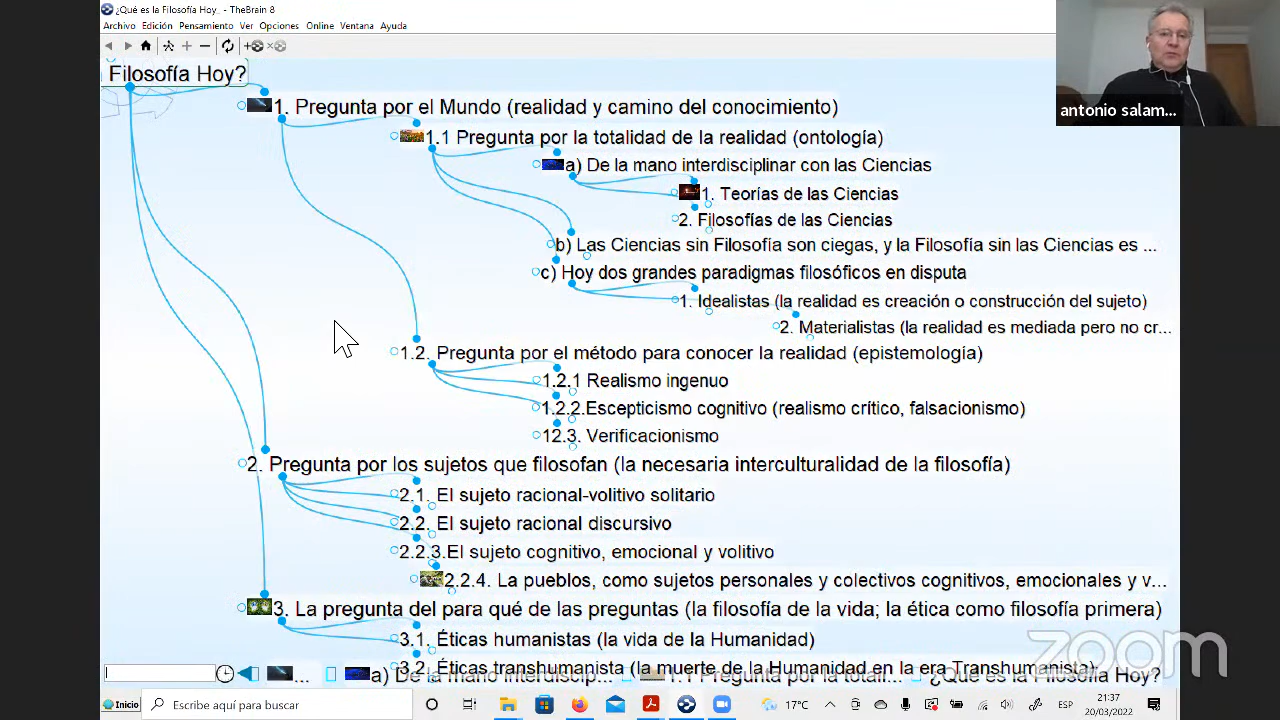 ¿Qué es la Filosofía Hoy_ - TheBrain 8
Archivo Edición Pensamiento Ver Opciones Online Ventana Ayuda
antonio salam...
Filosofía Hoy?
1. Pregunta por el Mundo (realidad y camino del conocimiento)
1.1 Pregunta por la totalidad de la realidad (ontología)
a) De la mano interdisciplinar con las Ciencias
1. Teorías de las Ciencias
2. Filosofías de las Ciencias
b) Las Ciencias sin Filosofía son ciegas, y la Filosofía sin las Ciencias es ...
c) Hoy dos grandes paradigmas filosóficos en disputa
1. Idealistas (la realidad es creación o construcción del sujeto)
2. Materialistas (la realidad es mediada pero no cr...
1.2. Pregunta por el método para conocer la realidad (epistemología)
1.2.1 Realismo ingenuo
1.2.2.Escepticismo cognitivo (realismo crítico, falsacionismo)
12.3. Verificacionismo
2. Pregunta por los sujetos que filosofan (la necesaria interculturalidad de la filosofía)
2.1. El sujeto racional-volitivo solitario
2.2. El sujeto racional discursivo
2.2.3.El sujeto cognitivo, emocional y volitivo
2.2.4. La pueblos, como sujetos personales y colectivos cognitivos, emocionales y v...
3. La pregunta del para qué de las preguntas (la filosofía de la vida; la ética como filosofía primera)
3.1. Éticas humanistas (la vida de la Humanidad)
3.2. Éticas transhumanista (la muerte de la Humanidad en la era Transhumanista)
... a) De la mano interdiscip... 1.1 Pregunta por la totali... ¿Qué es la Filosofía Hoy?
zoom
Inicio Escribe aquí para buscar 17°C ESP 21:37
20/03/2022